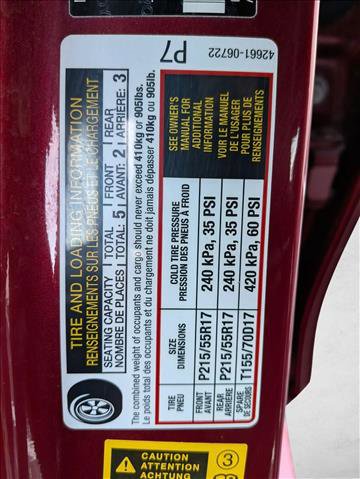 TIRE AND LOADING INFORMATION
RENSEIGNEMENTS SUR LES PNEUS ET LE CHARGEMENT
SEATING CAPACITY | TOTAL | FRONT | REAR
NOMBRE DE PLACES | TOTAL: 5 | AVANT: 2 | ARRIÈRE: 3
The combined weight of occupants and cargo should never exceed 410kg or 905lbs.
Le poids total des occupants et du chargement ne doit jamais dépasser 410kg ou 905lb.
TIRE PNEU
SIZE DIMENSIONS
COLD TIRE PRESSURE
PRESSION DES PNEUS À FROID
FRONT AVANT P215/55R17 240 kPa, 35 PSI
REAR ARRIÈRE P215/55R17 240 kPa, 35 PSI
SPARE DE SECOURS T155/70D17 420 kPa, 60 PSI
SEE OWNER'S
MANUAL FOR
ADDITIONAL
INFORMATION
VOIR LE MANUEL
DE L'USAGER
POUR PLUS DE
RENSEIGNEMENTS
P7
42661-06722
CAUTION
ATTENTION
ACHTUNG
3